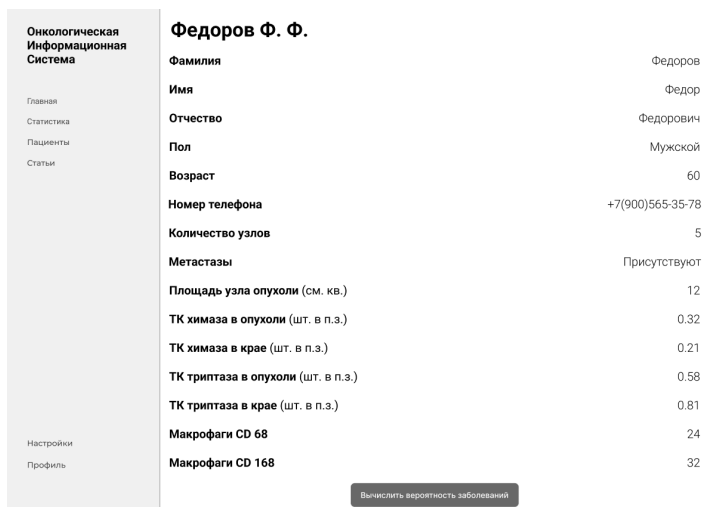 Онкологическая
Информационная
Система
Главная
Статистика
Пациенты
Статьи
Настройки
Профиль
Федоров Ф. Ф.
Фамилия Федоров
Имя Федор
Отчество Федорович
Пол Мужской
Возраст 60
Номер телефона +7(900)565-35-78
Количество узлов 5
Метастазы Присутствуют
Площадь узла опухоли (см. кв.) 12
ТК химаза в опухоли (шт. в п.з.) 0.32
ТК химаза в крае (шт. в п.з.) 0.21
ТК триптаза в опухоли (шт. в п.з.) 0.58
ТК триптаза в крае (шт. в п.з.) 0.81
Макрофаги CD 68 24
Макрофаги CD 168 32
Вычислить вероятность заболеваний